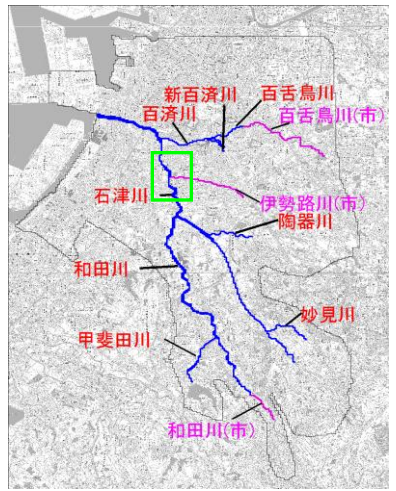 新百済川
百舌鳥川
百済川
百舌鳥川(市)
石津川
伊勢路川(市)
陶器川
和田川
妙見川
甲斐田川
和田川(市)